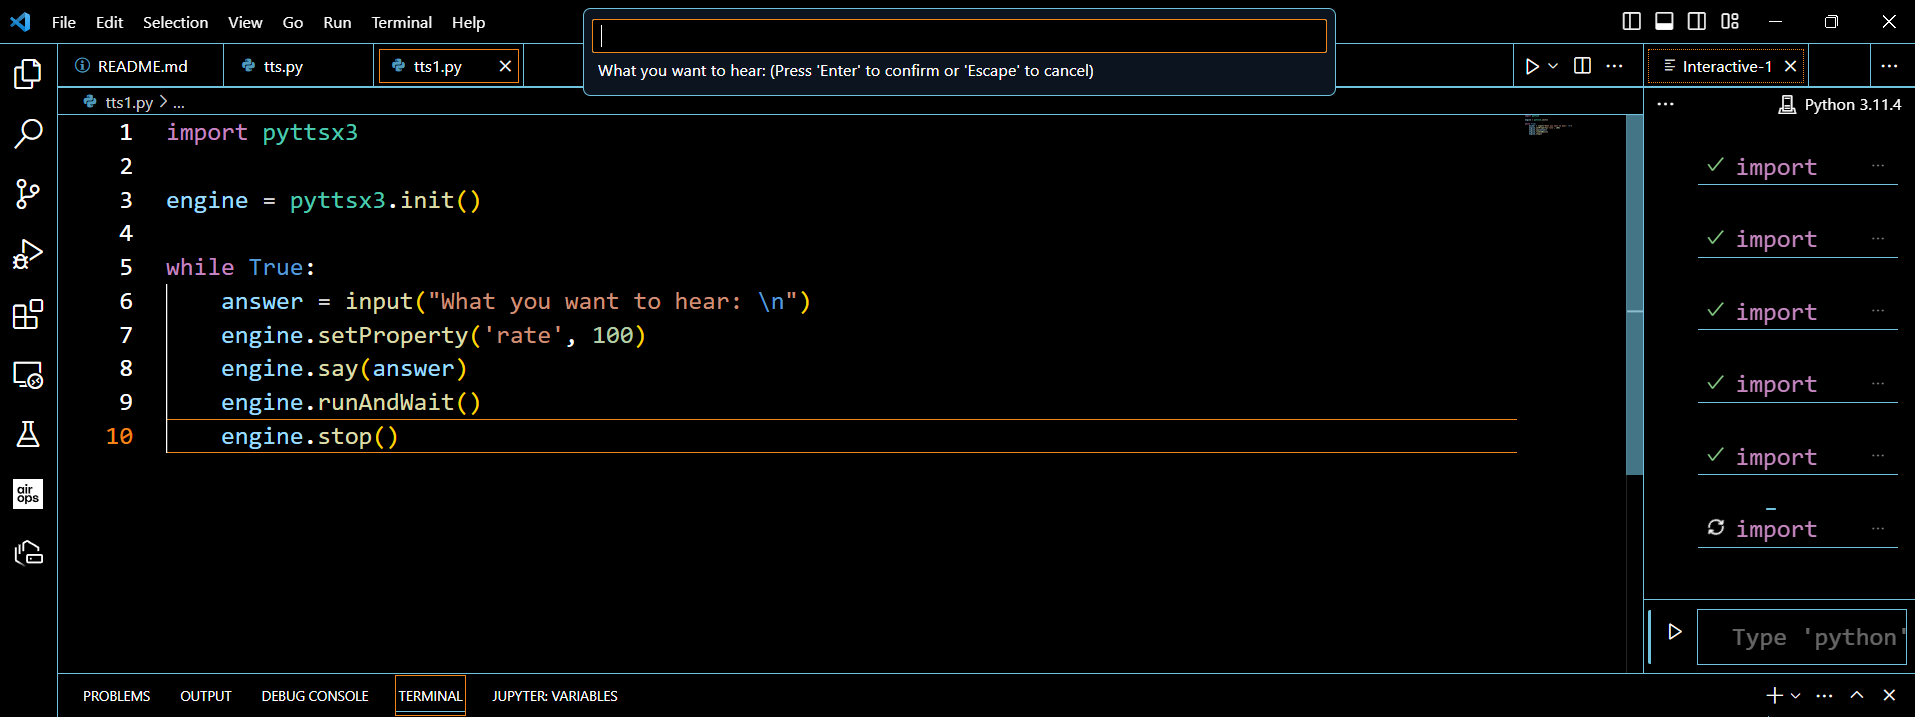 File Edit Selection View Go Run Terminal Help
What you want to hear: (Press 'Enter' to confirm or 'Escape' to cancel)
README.md tts.py tts1.py Interactive-1
tts1.py > ...
Python 3.11.4
1 import pyttsx3
2
3 engine = pyttsx3.init()
4
5 while True:
6 answer = input("What you want to hear: \n")
7 engine.setProperty('rate', 100)
8 engine.say(answer)
9 engine.runAndWait()
10 engine.stop()
import ...
import ...
import ...
import ...
import ...
import ...
Type 'python'
air
ops
PROBLEMS OUTPUT DEBUG CONSOLE TERMINAL JUPYTER: VARIABLES